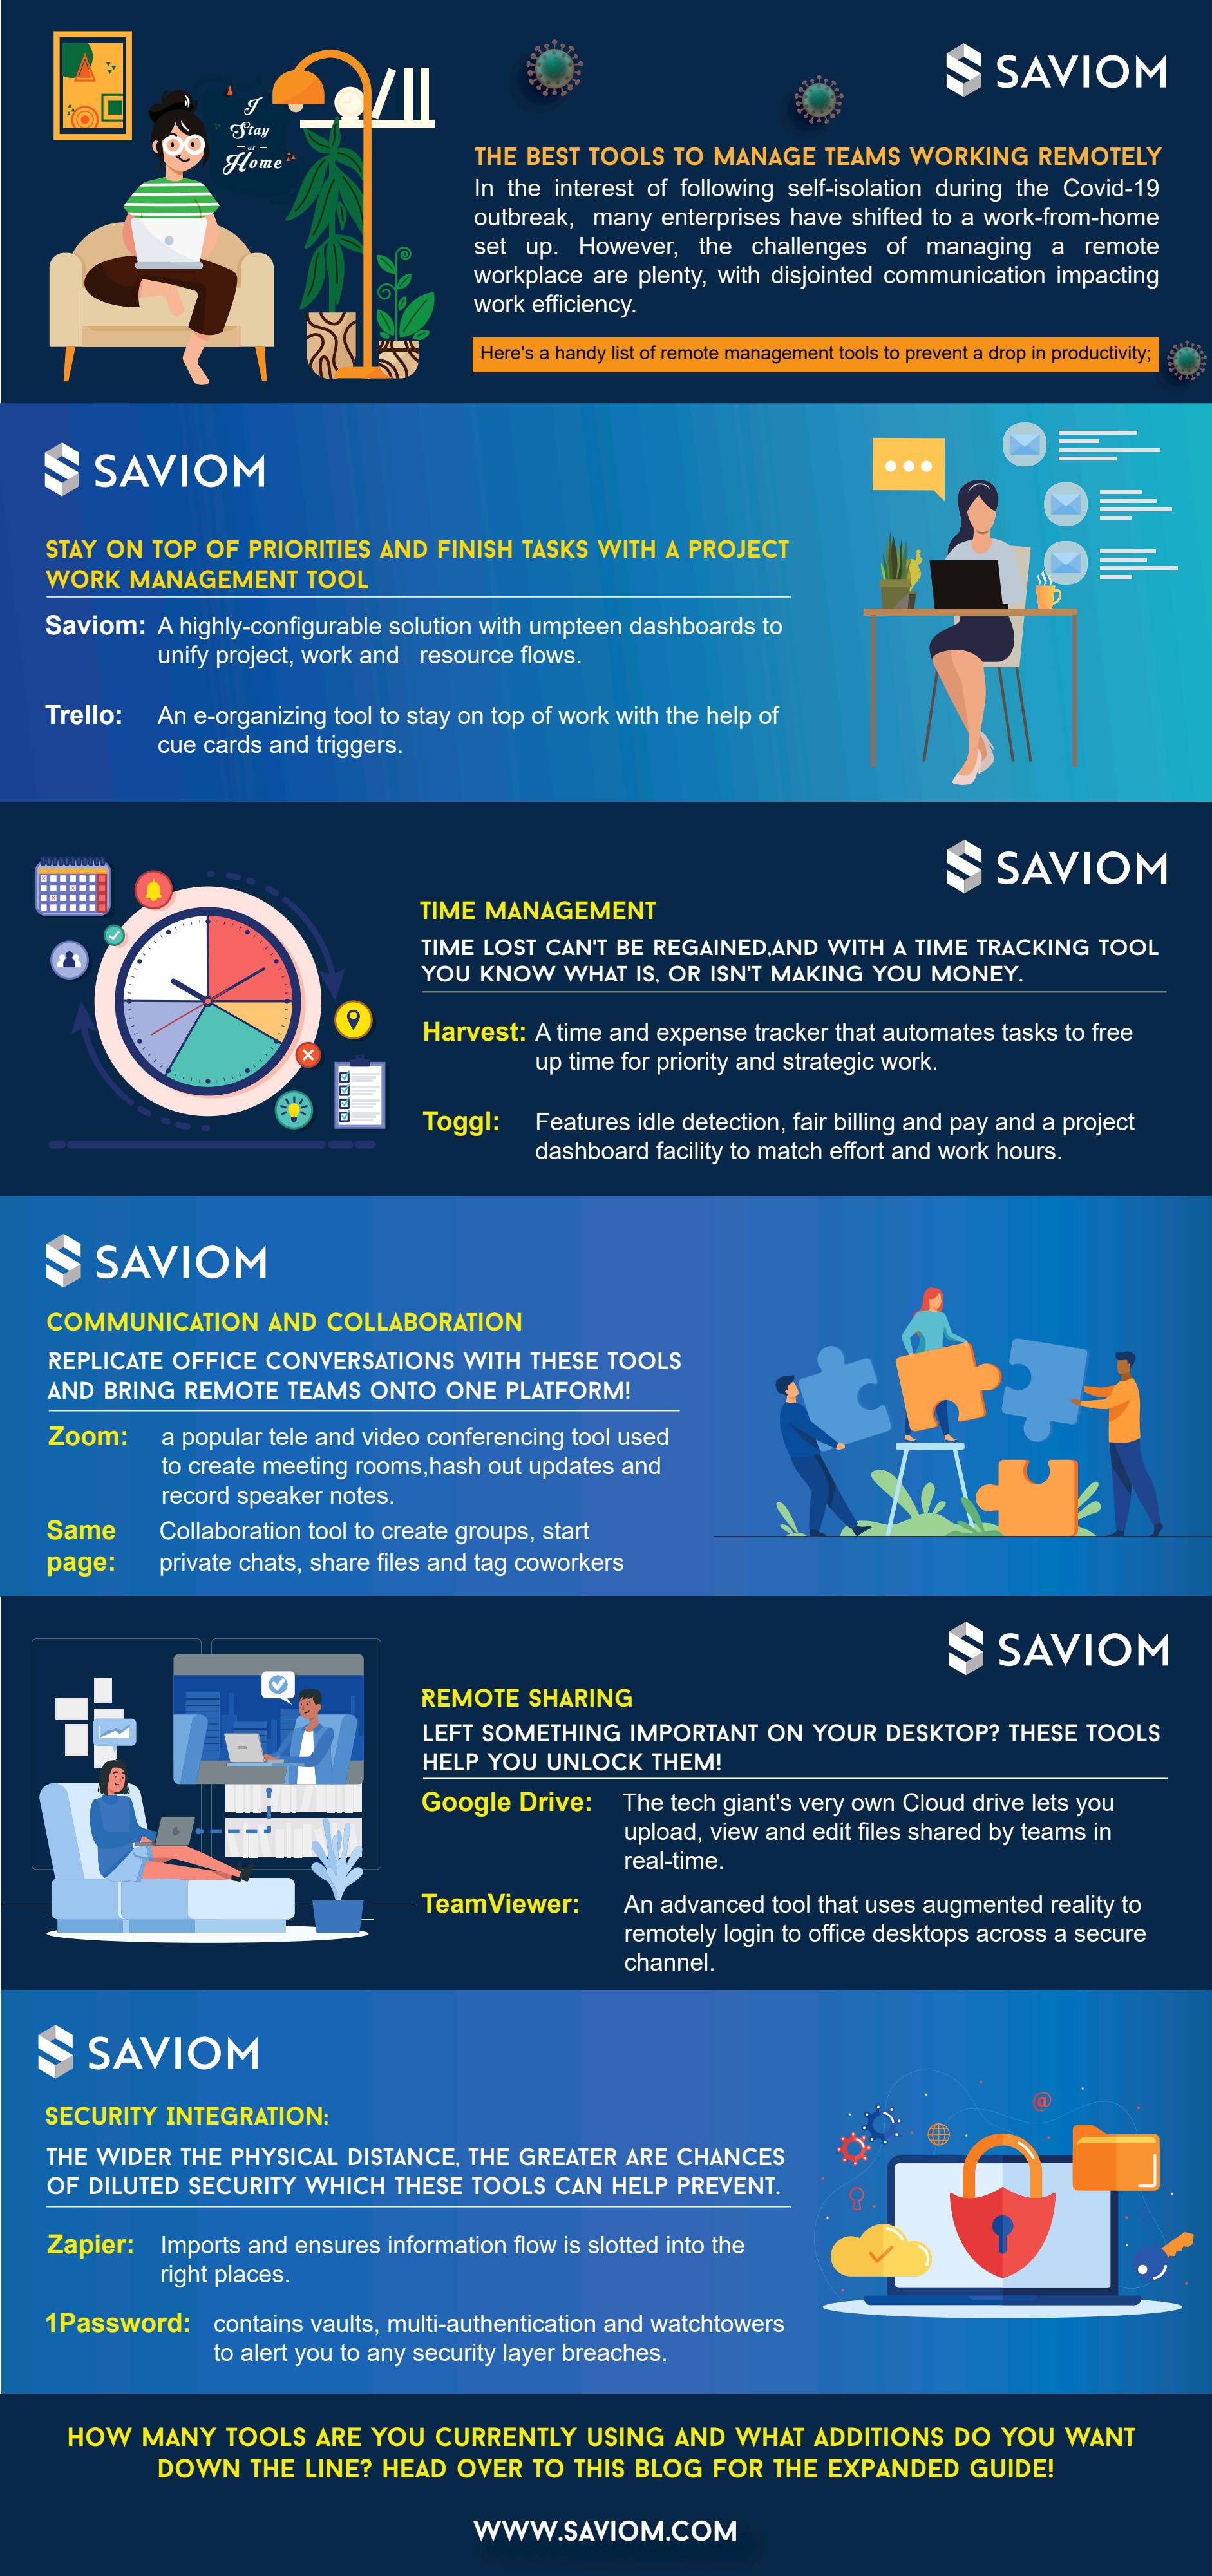 I
Stay
at
Home
SAVIOM
THE BEST TOOLS TO MANAGE TEAMS WORKING REMOTELY
In the interest of following self-isolation during the Covid-19
outbreak, many enterprises have shifted to a work-from-home
set up. However, the challenges of managing a remote
workplace are plenty, with disjointed communication impacting
work efficiency.
Here's a handy list of remote management tools to prevent a drop in productivity;
SAVIOM
STAY ON TOP OF PRIORITIES AND FINISH TASKS WITH A PROJECT
WORK MANAGEMENT TOOL
Saviom: A highly-configurable solution with umpteen dashboards to
unify project, work and resource flows.
Trello: An e-organizing tool to stay on top of work with the help of
cue cards and triggers.
SAVIOM
TIME MANAGEMENT
TIME LOST CAN'T BE REGAINED,AND WITH A TIME TRACKING TOOL
YOU KNOW WHAT IS, OR ISN'T MAKING YOU MONEY.
Harvest: A time and expense tracker that automates tasks to free
up time for priority and strategic work.
Toggl: Features idle detection, fair billing and pay and a project
dashboard facility to match effort and work hours.
SAVIOM
COMMUNICATION AND COLLABORATION
REPLICATE OFFICE CONVERSATIONS WITH THESE TOOLS
AND BRING REMOTE TEAMS ONTO ONE PLATFORM!
Zoom: a popular tele and video conferencing tool used
to create meeting rooms,hash out updates and
record speaker notes.
Same Collaboration tool to create groups, start
page: private chats, share files and tag coworkers
SAVIOM
REMOTE SHARING
LEFT SOMETHING IMPORTANT ON YOUR DESKTOP? THESE TOOLS
HELP YOU UNLOCK THEM!
Google Drive: The tech giant's very own Cloud drive lets you
upload, view and edit files shared by teams in
real-time.
TeamViewer: An advanced tool that uses augmented reality to
remotely login to office desktops across a secure
channel.
SAVIOM
SECURITY INTEGRATION:
THE WIDER THE PHYSICAL DISTANCE, THE GREATER ARE CHANCES
OF DILUTED SECURITY WHICH THESE TOOLS CAN HELP PREVENT.
@
Zapier: Imports and ensures information flow is slotted into the
right places.
1Password: contains vaults, multi-authentication and watchtowers
to alert you to any security layer breaches.
HOW MANY TOOLS ARE YOU CURRENTLY USING AND WHAT ADDITIONS DO YOU WANT
DOWN THE LINE? HEAD OVER TO THIS BLOG FOR THE EXPANDED GUIDE!
WWW.SAVIOM.COM